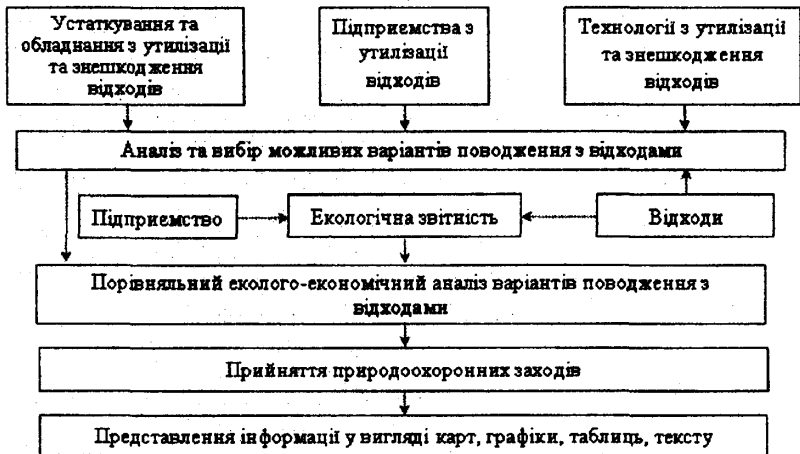 Устаткування та
обладнання з утилізації
та знешкодження
відходів
Підприємства з
утилізації
відходів
Технології з утилізації
та знешкодження
відходів
Аналіз та вибір можливих варіантів поводження з відходами
Підприємство
Екологічна звітність
Відходи
Порівняльний еколого-економічний аналіз варіантів поводження з
відходами
Прийняття природоохоронних заходів
Представлення інформації у вигляді карт, графіки, таблиць, тексту